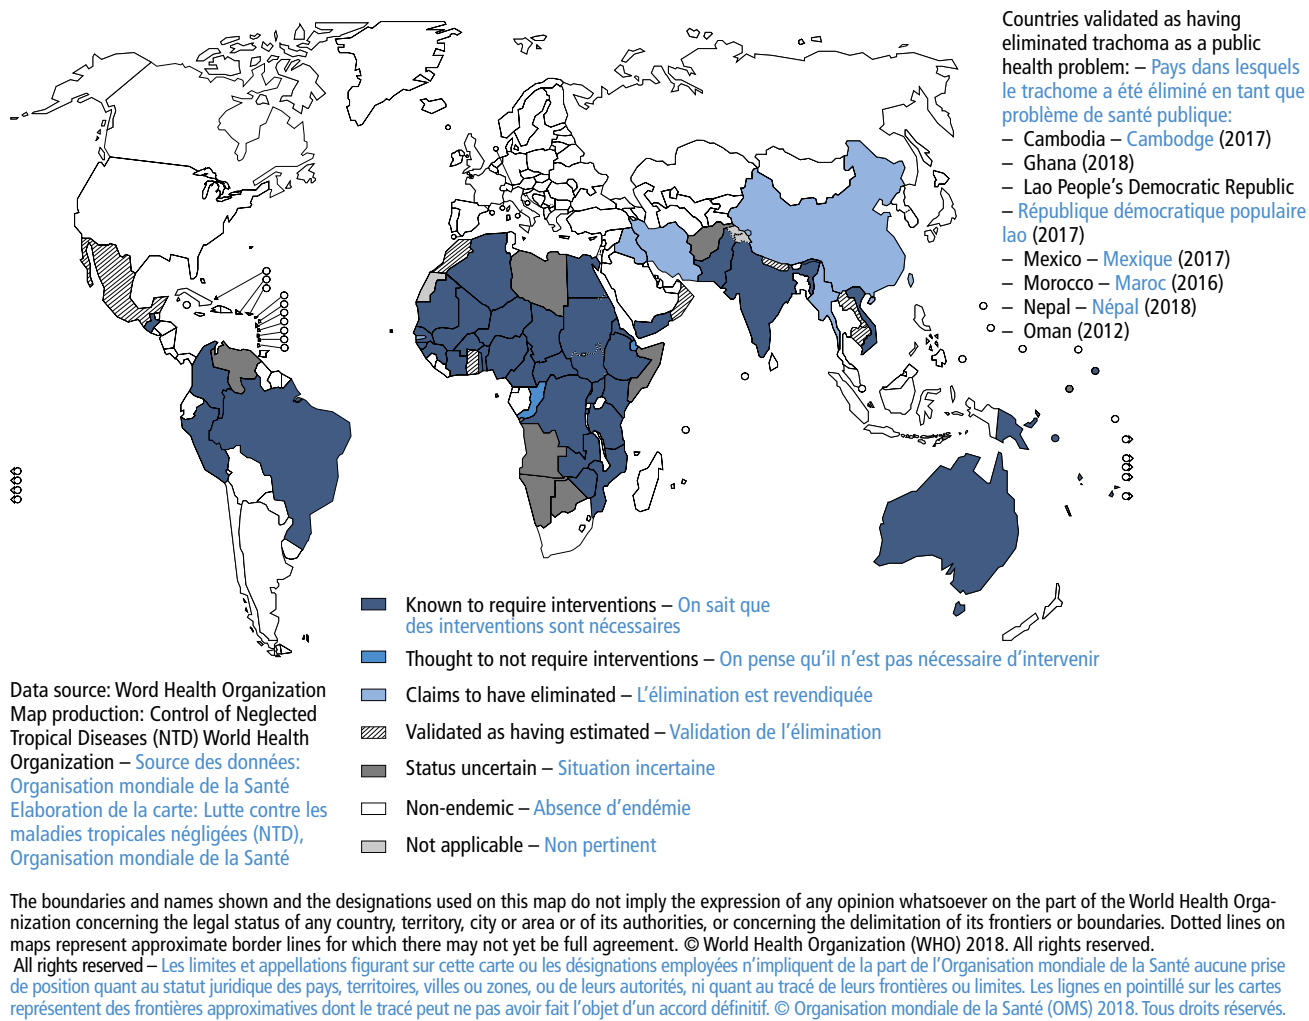 Countries validated as having
eliminated trachoma as a public
health problem: – Pays dans lesquels
le trachome a été éliminé en tant que
problème de santé publique:
– Cambodia – Cambodge (2017)
– Ghana (2018)
– Lao People's Democratic Republic
– République démocratique populaire
lao (2017)
– Mexico – Mexique (2017)
– Morocco – Maroc (2016)
– Nepal – Népal (2018)
– Oman (2012)
Known to require interventions – On sait que
des interventions sont nécessaires
Thought to not require interventions – On pense qu'il n'est pas nécessaire d'intervenir
Claims to have eliminated – L'élimination est revendiquée
Validated as having estimated – Validation de l'élimination
Status uncertain – Situation incertaine
Non-endemic – Absence d'endémie
Not applicable – Non pertinent
Data source: Word Health Organization
Map production: Control of Neglected
Tropical Diseases (NTD) World Health
Organization – Source des données:
Organisation mondiale de la Santé
Elaboration de la carte: Lutte contre les
maladies tropicales négligées (NTD),
Organisation mondiale de la Santé
The boundaries and names shown and the designations used on this map do not imply the expression of any opinion whatsoever on the part of the World Health Orga-
nization concerning the legal status of any country, territory, city or area or of its authorities, or concerning the delimitation of its frontiers or boundaries. Dotted lines on
maps represent approximate border lines for which there may not yet be full agreement. © World Health Organization (WHO) 2018. All rights reserved.
All rights reserved – Les limites et appellations figurant sur cette carte ou les désignations employées n'impliquent de la part de l'Organisation mondiale de la Santé aucune prise
de position quant au statut juridique des pays, territoires, villes ou zones, ou de leurs autorités, ni quant au tracé de leurs frontières ou limites. Les lignes en pointillé sur les cartes
représentent des frontières approximatives dont le tracé peut ne pas avoir fait l'objet d'un accord définitif. © Organisation mondiale de la Santé (OMS) 2018. Tous droits réservés.